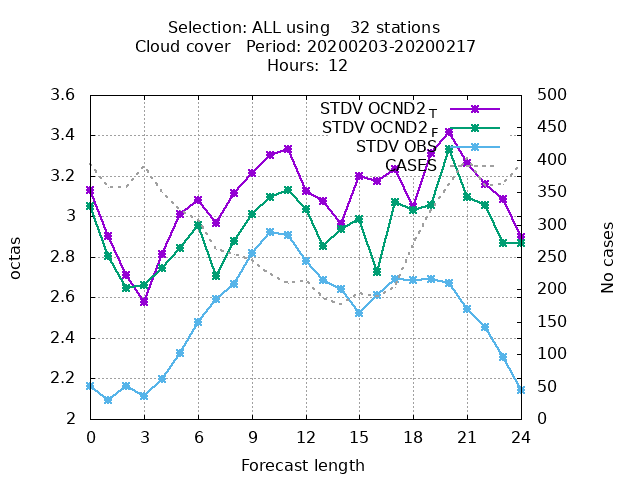 Selection: ALL using    32 stations
Cloud cover   Period: 20200203-20200217
Hours: 12
STDV OCND2 T
STDV OCND2 F
STDV OBS
CASES
3.6
3.4
3.2
3
2.8
2.6
2.4
2.2
2
octas
500
450
400
350
300
250
200
150
100
50
0
No cases
0 3 6 9 12 15 18 21 24
Forecast length